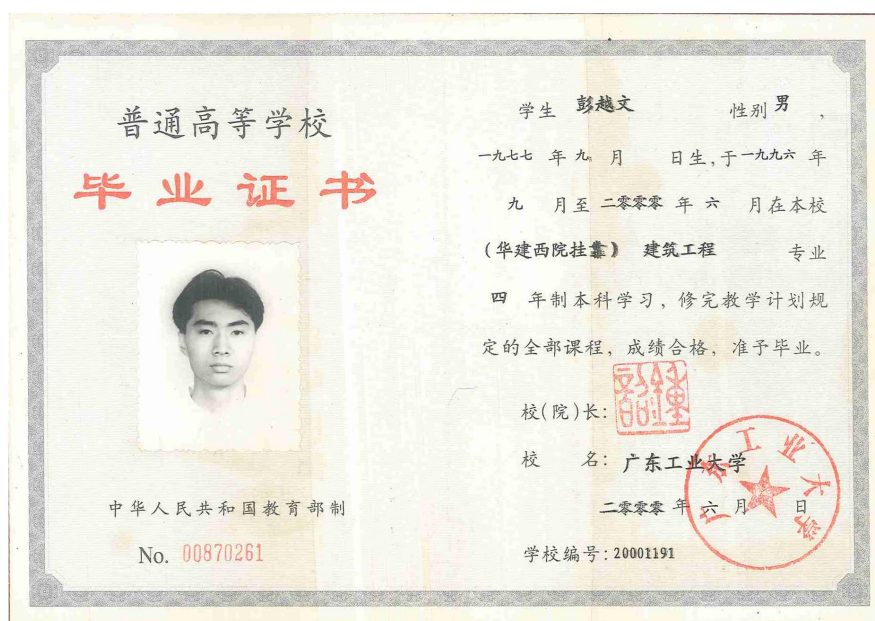 普通高等学校
毕业证书
中华人民共和国教育部制
No. 00870261
学生 彭越文 性别 男 ,
一九七七 年 九 月 日生,于 一九九六 年
九 月至 二零零零 年 六 月在本校
(华建西院挂靠) 建筑工程 专业
四 年制本科学习,修完教学计划规
定的全部课程,成绩合格,准予毕业。
校(院)长:
校 名: 广东工业大学
二零零零 年 六 月 日
学校编号: 20001191
广东工业大学